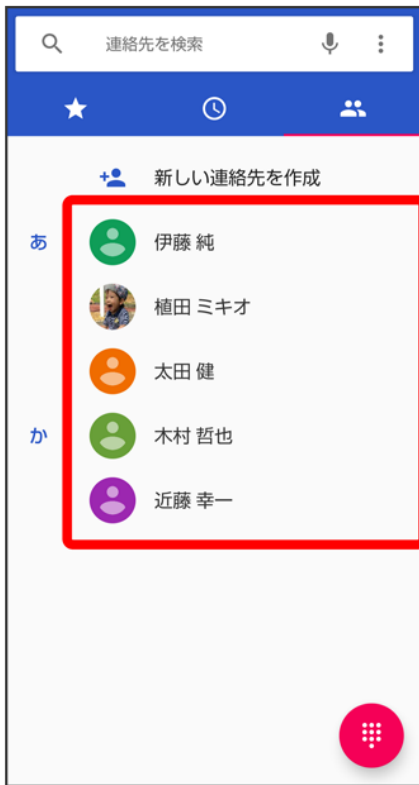 連絡先を検索
新しい連絡先を作成
あ
伊藤 純
植田 ミキオ
太田 健
か
木村 哲也
近藤 幸一